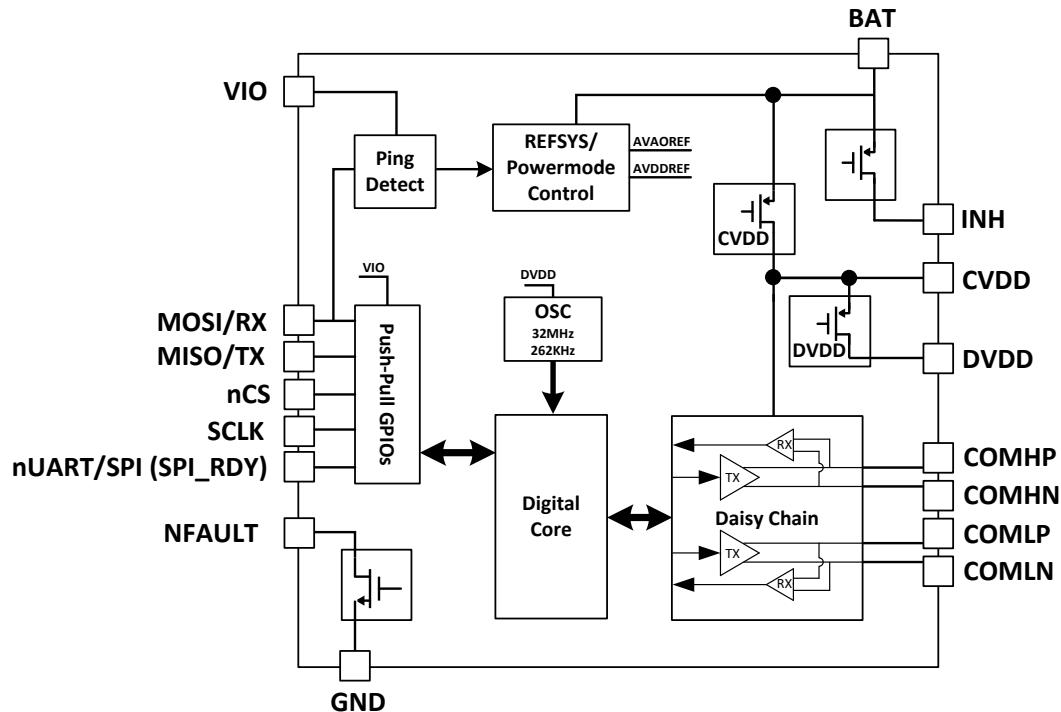 BAT
VIO
Ping
Detect
REFSYS/
Powermode
Control
AVAOREF
AVDDREF
CVDD
INH
CVDD
DVDD
DVDD
VIO
Push-Pull GPIOs
MOSI/RX
MISO/TX
nCS
SCLK
nUART/SPI (SPI_RDY)
DVDD
OSC
32MHz
262KHz
NFAULT
Digital
Core
RX
TX
Daisy Chain
TX
RX
COMHP
COMHN
COMLP
COMLN
GND